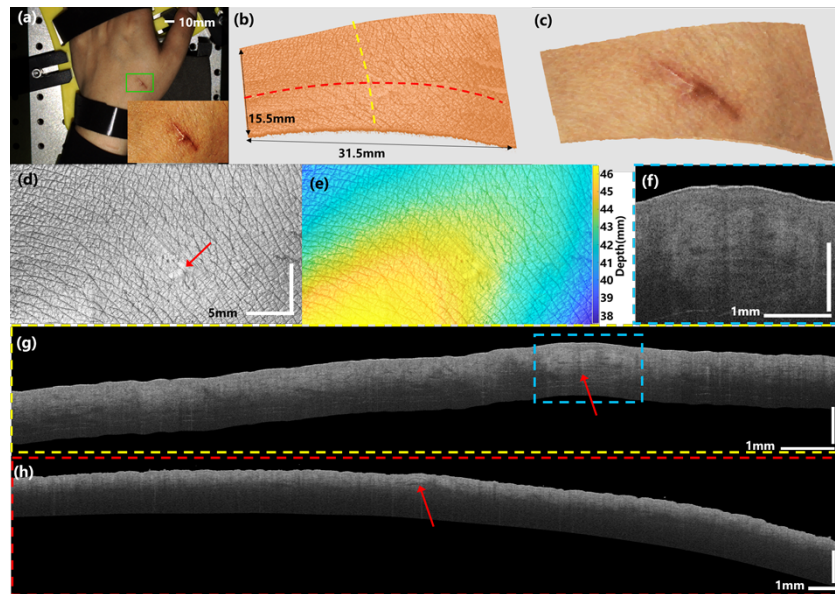 (a)
10mm
(b)
15.5mm
31.5mm
(c)
(d)
5mm
(e)
46
45
44
43
42
41
40
39
38
Depth(mm)
(f)
1mm
(g)
1mm
(h)
1mm